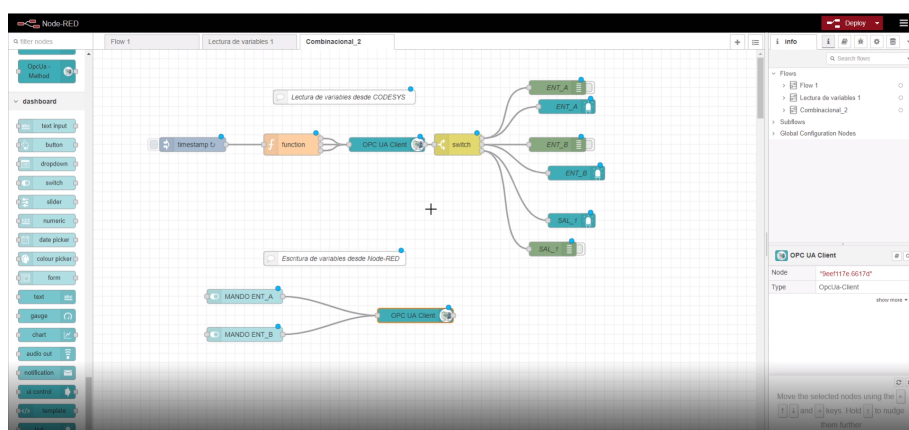 Node-RED
Deploy
filter nodes
Flow 1
Lectura de variables 1
Combinacional_2
info
OpcUa -
Method
dashboard
text input
button
dropdown
switch
slider
numeric
date picker
colour picker
form
text
gauge
chart
audio out
notification
ui control
template
Lectura de variables desde CODESYS
timestamp ↻
function
OPC UA Client
switch
ENT_A
ENT_A
ENT_B
ENT_B
SAL_1
SAL_1
Escritura de variables desde Node-RED
MANDO ENT_A
MANDO ENT_B
OPC UA Client
Search flows
Flows
Flow 1
Lectura de variables 1
Combinacional_2
Subflows
Global Configuration Nodes
OPC UA Client
Node "9eef117e.6617d"
Type OpcUa-Client
show more
Move the selected nodes using the ←
↑ ↓ and → keys. Hold ⇧ to nudge
them further